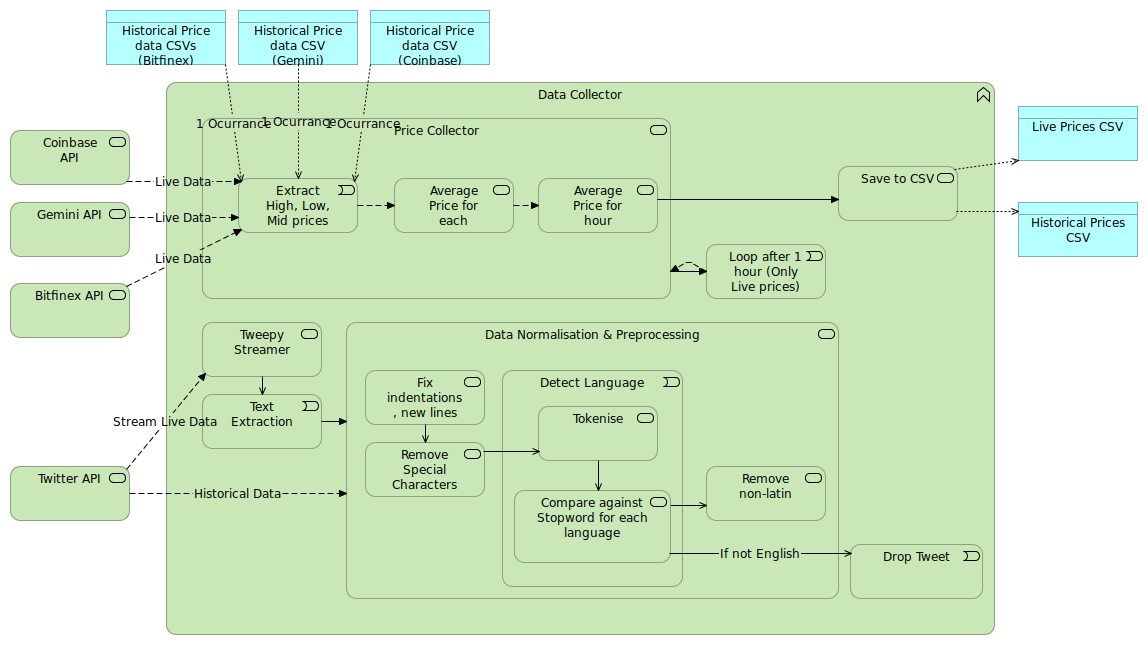 Historical Price
data CSVs
(Bitfinex)
Historical Price
data CSV
(Gemini)
Historical Price
data CSV
(Coinbase)
Data Collector
1 Ocurrance
1 Ocurrance
1 Ocurrance
Price Collector
Live Prices CSV
Coinbase
API
Live Data
Extract
High, Low,
Mid prices
Average
Price for
each
Average
Price for
hour
Save to CSV
Gemini API
Live Data
Historical Prices
CSV
Live Data
Loop after 1
hour (Only
Live prices)
Bitfinex API
Tweepy
Streamer
Data Normalisation & Preprocessing
Fix
indentations
, new lines
Detect Language
Text
Extraction
Tokenise
Stream Live Data
Remove
Special
Characters
Twitter API
Historical Data
Compare against
Stopword for each
language
Remove
non-latin
If not English
Drop Tweet